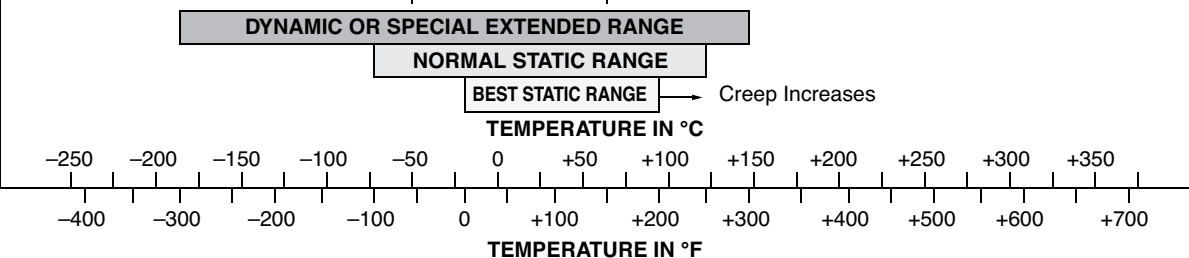 DYNAMIC OR SPECIAL EXTENDED RANGE
NORMAL STATIC RANGE
BEST STATIC RANGE Creep Increases
TEMPERATURE IN °C
–250 –200 –150 –100 –50 0 +50 +100 +150 +200 +250 +300 +350
–400 –300 –200 –100 0 +100 +200 +300 +400 +500 +600 +700
TEMPERATURE IN °F